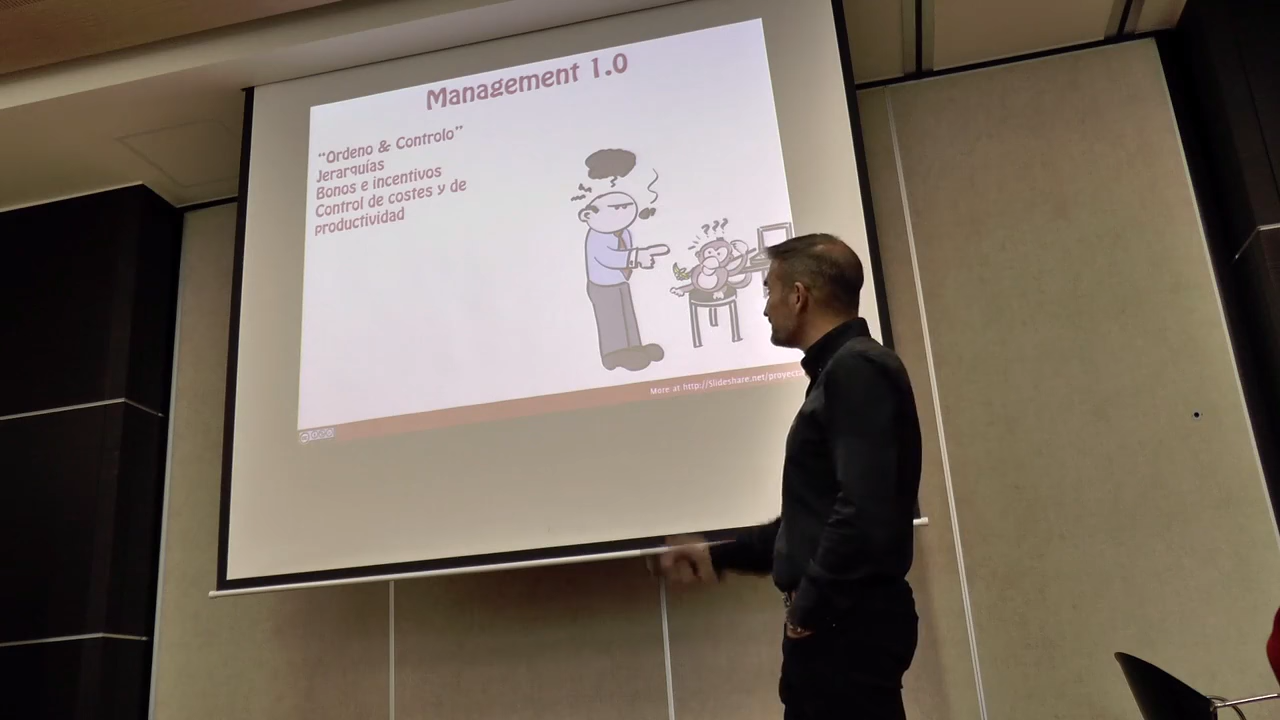 Management 1.0
"Ordeno & Controlo"
Jerarquías
Bonos e incentivos
Control de costes y de
productividad
???
More at http://Slideshare.net/proyect